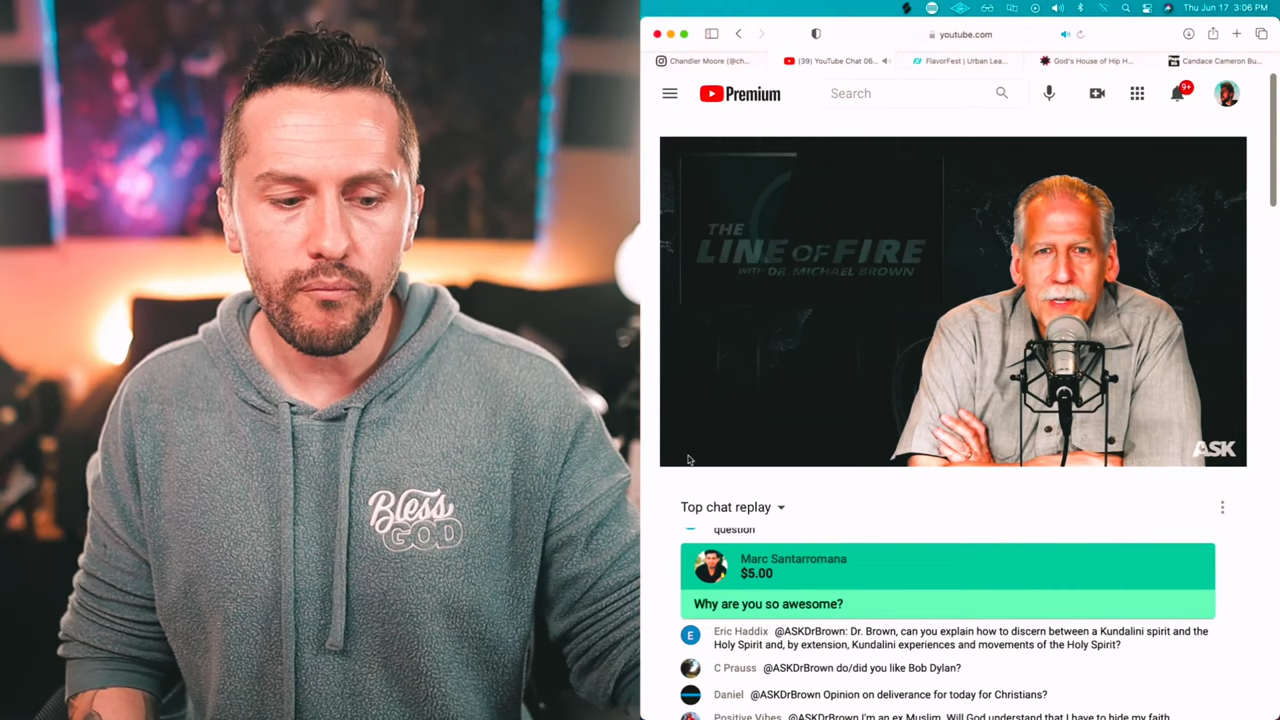 Thu Jun 17 3:06 PM
youtube.com
Chandler Moore (@ch...
(39) YouTube Chat 06...
FlavorFest | Urban Lea...
God's House of Hip H...
Candace Cameron Bu...
Premium
Search
9+
THE
LINE OF FIRE
WITH DR. MICHAEL BROWN
ASK
Bless
GOD
Top chat replay
question
Marc Santarromana
$5.00
Why are you so awesome?
E
Eric Haddix @ASKDrBrown: Dr. Brown, can you explain how to discern between a Kundalini spirit and the
Holy Spirit and, by extension, Kundalini experiences and movements of the Holy Spirit?
C Prauss @ASKDrBrown do/did you like Bob Dylan?
Daniel @ASKDrBrown Opinion on deliverance for today for Christians?
Positive Vibes @ASKDrBrown I'm an ex Muslim. Will God understand that I have to hide my faith